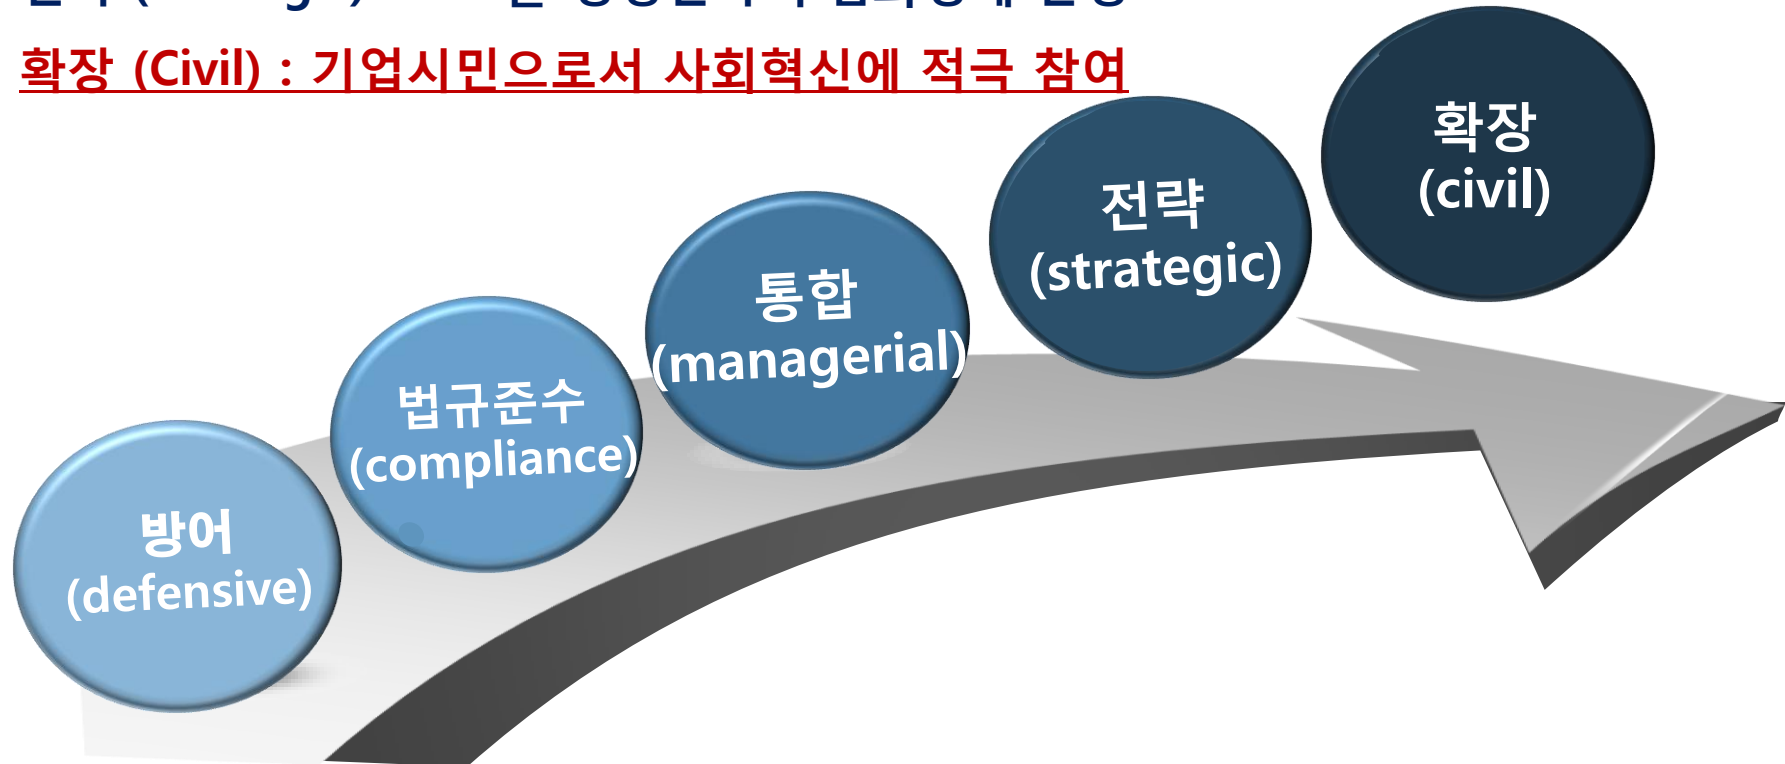 확장 (Civil) : 기업시민으로서 사회혁신에 적극 참여
확장
(civil)
전략
(strategic)
통합
(managerial)
법규준수
(compliance)
방어
(defensive)